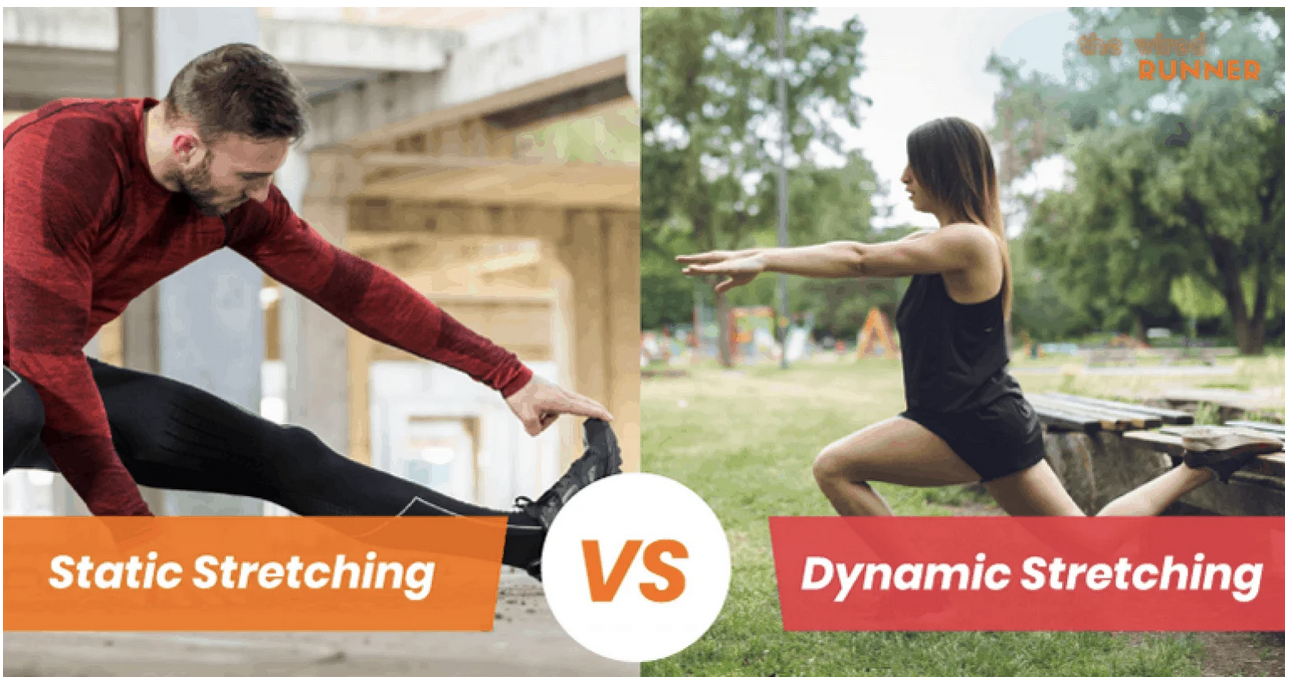 the wired
RUNNER
Static Stretching
VS
Dynamic Stretching